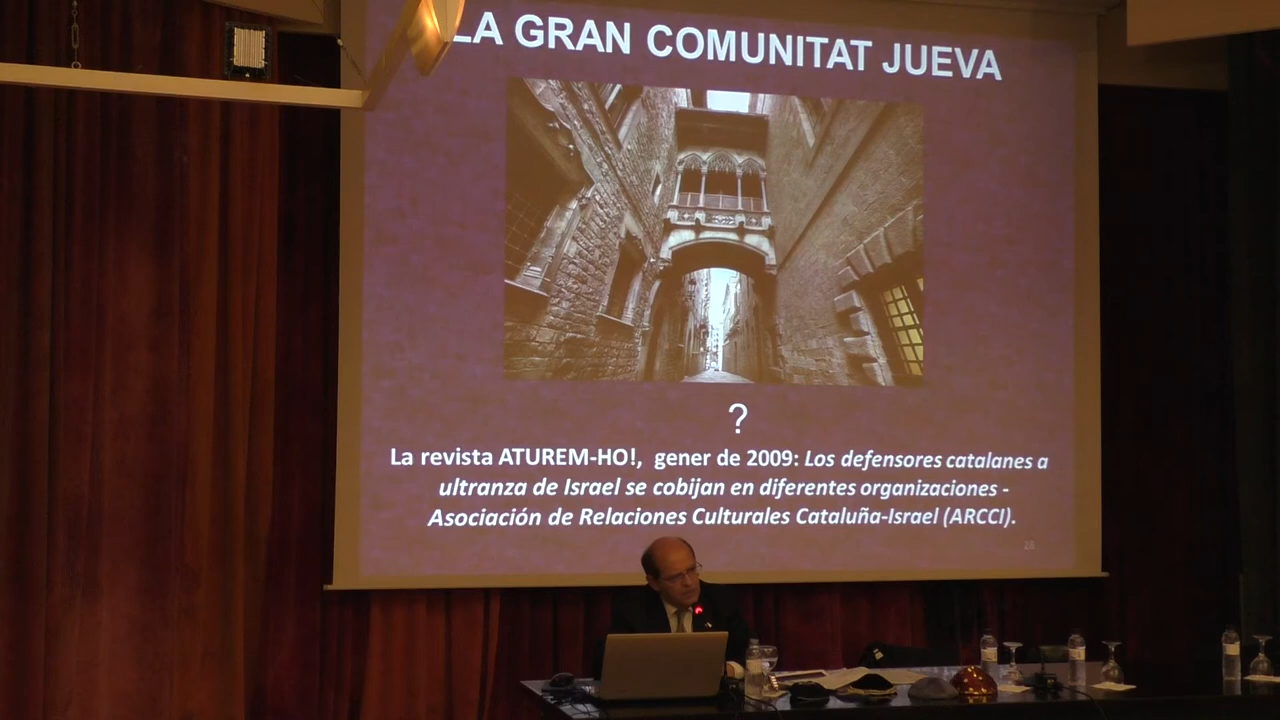 LA GRAN COMUNITAT JUEVA
?
La revista ATUREM-HO!, gener de 2009: Los defensores catalanes a
ultranza de Israel se cobijan en diferentes organizaciones -
Asociación de Relaciones Culturales Cataluña-Israel (ARCCI).
28